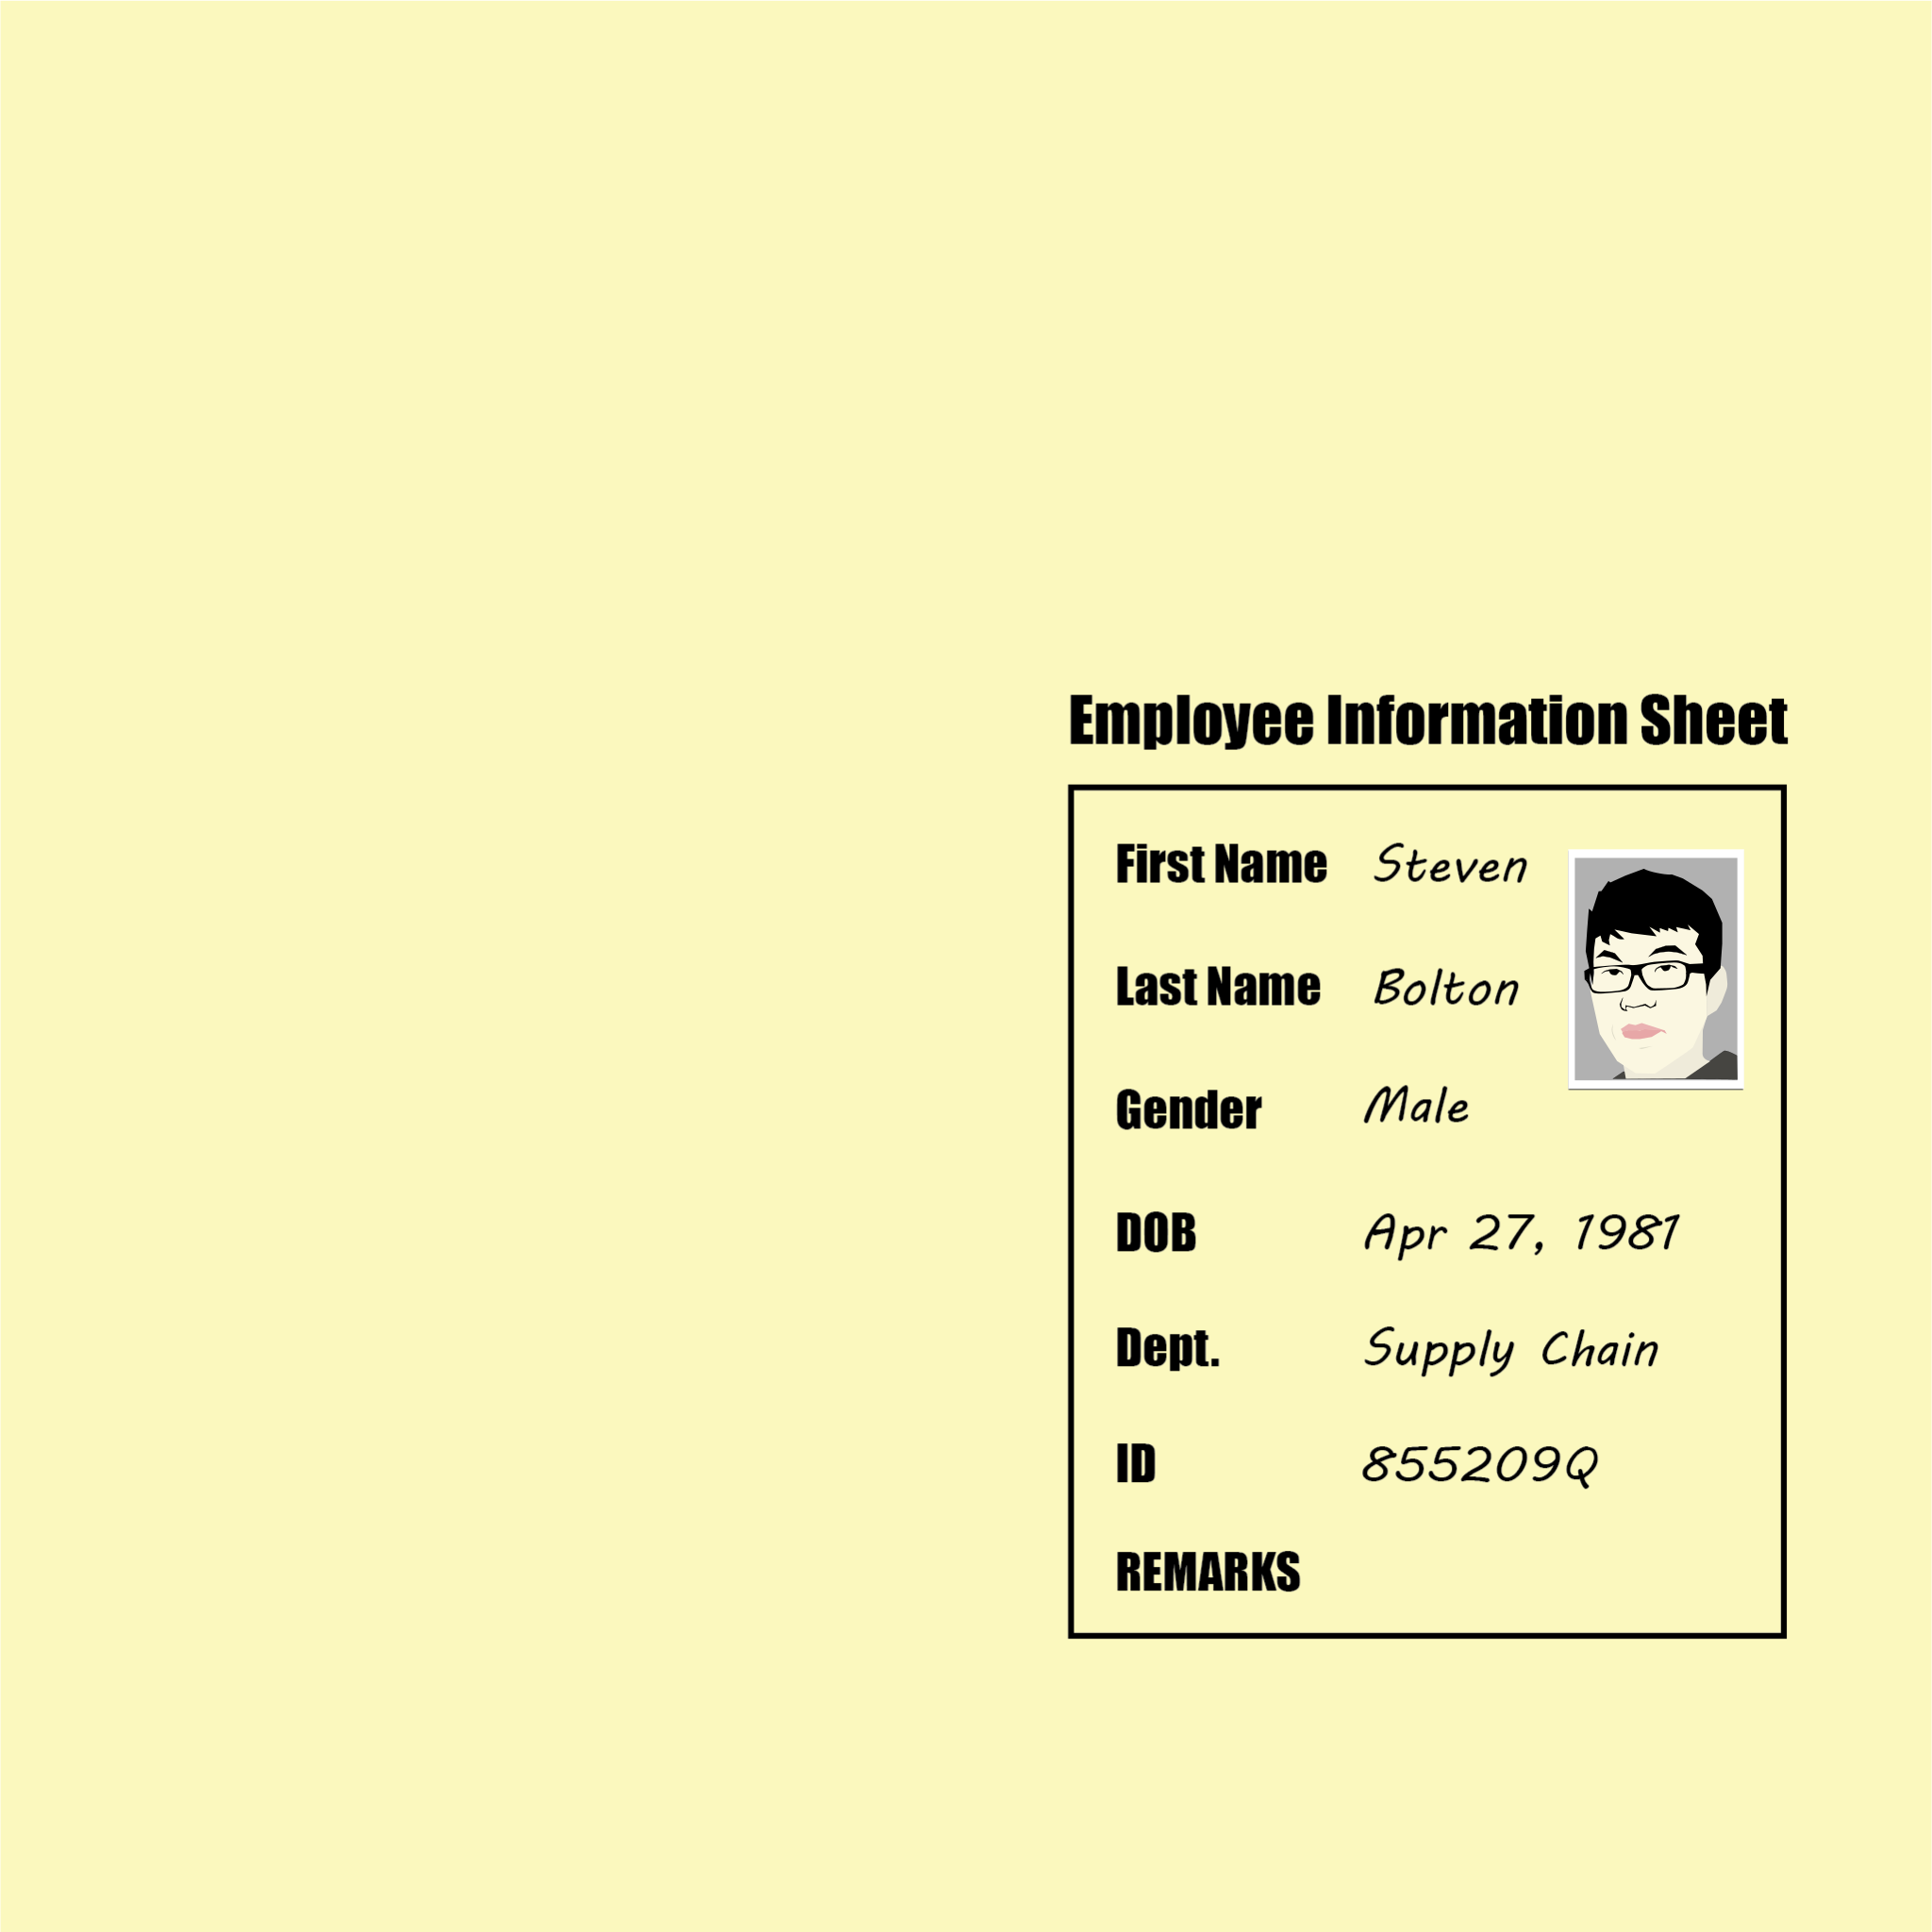 Employee Information Sheet
First Name Steven
Last Name Bolton
Gender Male
DOB Apr 27, 1981
Dept. Supply Chain
ID 855209Q
REMARKS